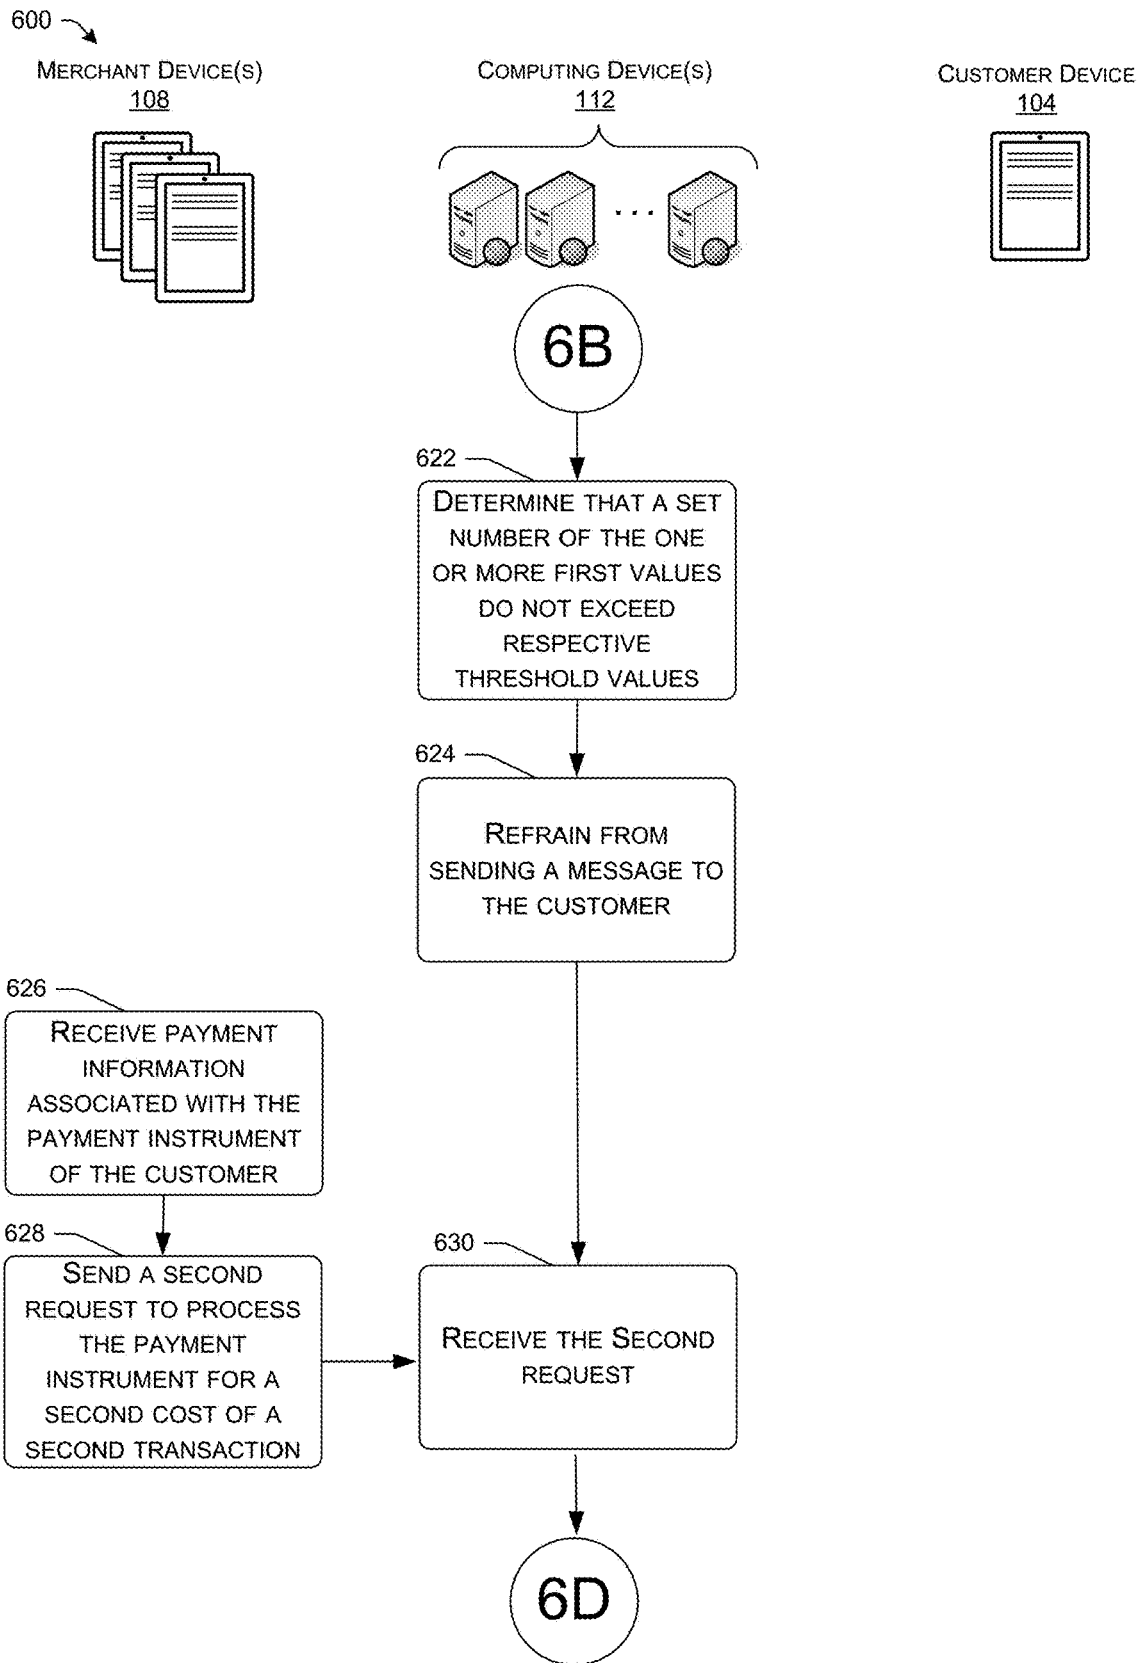 600
MERCHANT DEVICE(S)
108
COMPUTING DEVICE(S)
112
CUSTOMER DEVICE
104
...
6B
622
DETERMINE THAT A SET
NUMBER OF THE ONE
OR MORE FIRST VALUES
DO NOT EXCEED
RESPECTIVE
THRESHOLD VALUES
624
REFRAIN FROM
SENDING A MESSAGE TO
THE CUSTOMER
626
RECEIVE PAYMENT
INFORMATION
ASSOCIATED WITH THE
PAYMENT INSTRUMENT
OF THE CUSTOMER
628
SEND A SECOND
REQUEST TO PROCESS
THE PAYMENT
INSTRUMENT FOR A
SECOND COST OF A
SECOND TRANSACTION
630
RECEIVE THE SECOND
REQUEST
6D